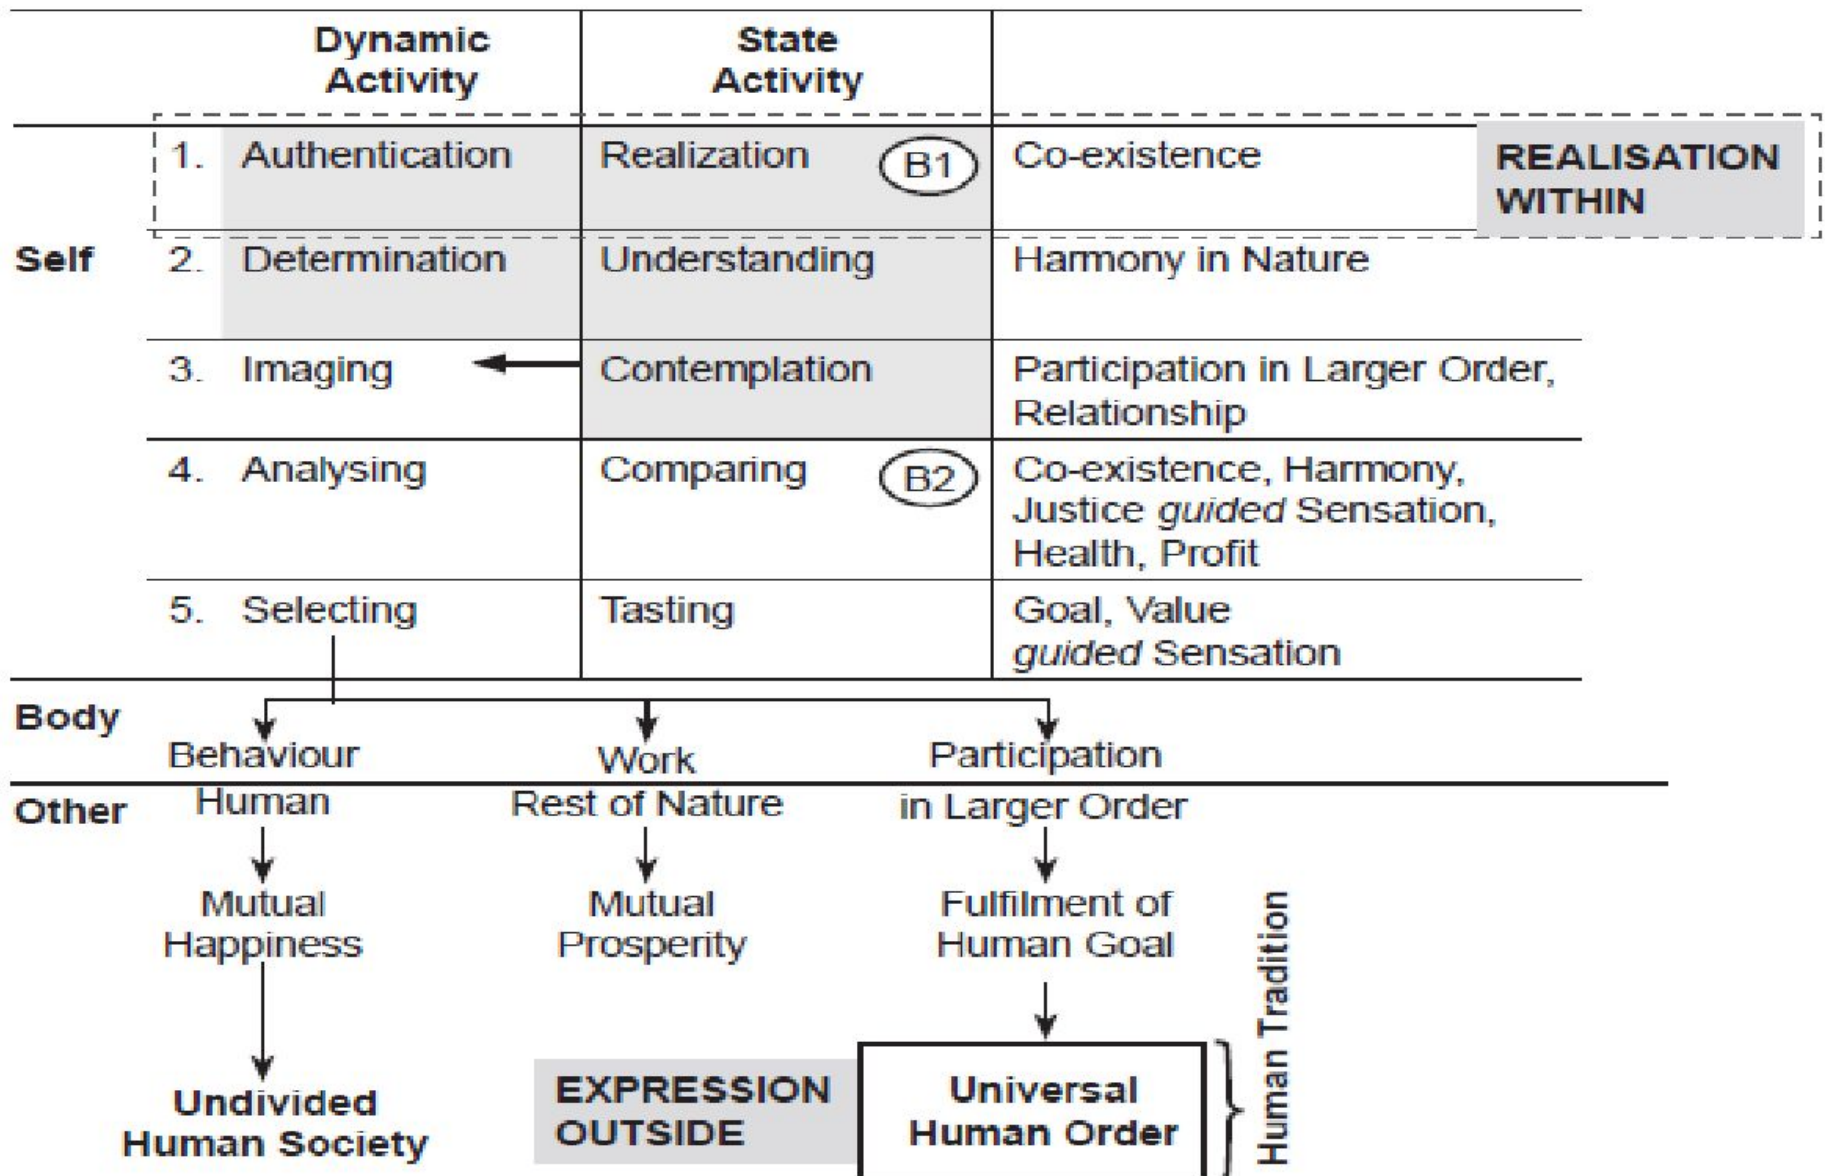 Dynamic Activity
State Activity
1. Authentication Realization B1 Co-existence REALISATION WITHIN
Self 2. Determination Understanding Harmony in Nature
3. Imaging Contemplation Participation in Larger Order,
Relationship
4. Analysing Comparing B2 Co-existence, Harmony,
Justice guided Sensation,
Health, Profit
5. Selecting Tasting Goal, Value
guided Sensation
Body
Behaviour Work Participation
Other Human Rest of Nature in Larger Order
Mutual Happiness
Mutual Prosperity
Fulfilment of Human Goal
Human Tradition
Undivided Human Society
EXPRESSION OUTSIDE
Universal Human Order